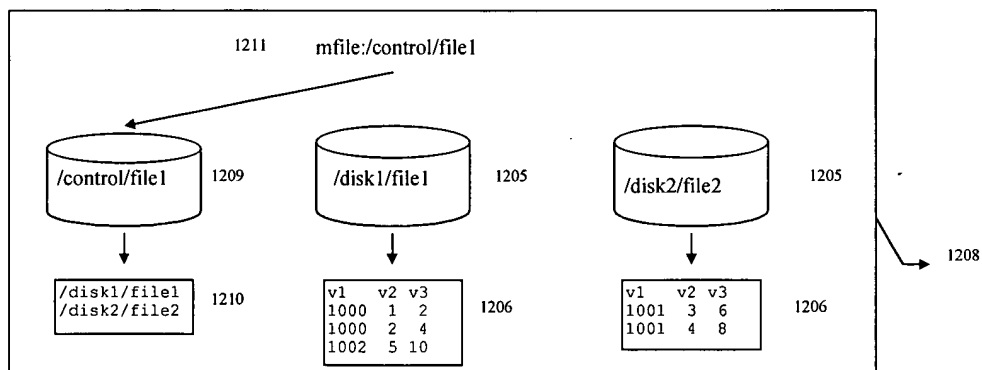 1211 mfile:/control/file1
/control/file1 1209 /disk1/file1 1205 /disk2/file2 1205
1208
/disk1/file1
/disk2/file2
1210
v1 v2 v3
1000 1 2
1000 2 4
1002 5 10
1206
v1 v2 v3
1001 3 6
1001 4 8
1206